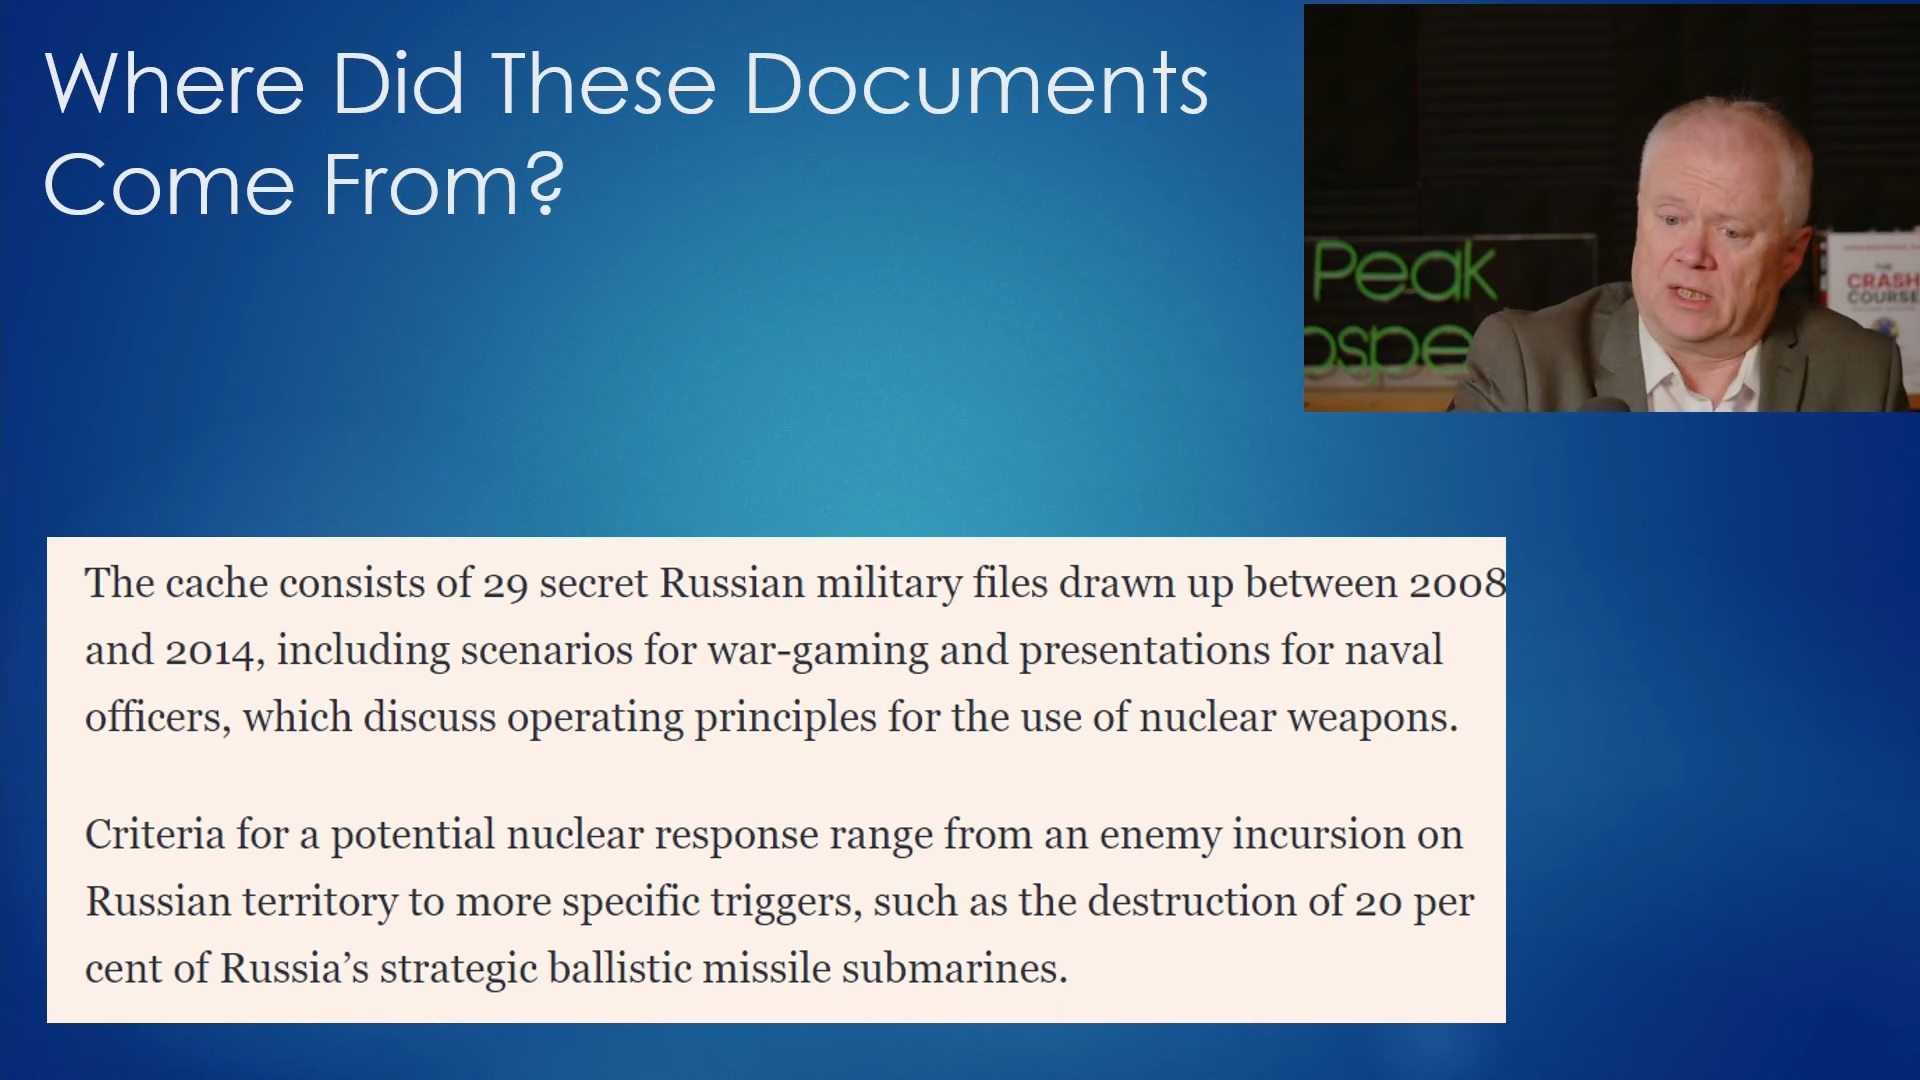 Where Did These Documents
Come From?
Peak
ospe
THE
CRASH
COURSE
The cache consists of 29 secret Russian military files drawn up between 2008
and 2014, including scenarios for war-gaming and presentations for naval
officers, which discuss operating principles for the use of nuclear weapons.
Criteria for a potential nuclear response range from an enemy incursion on
Russian territory to more specific triggers, such as the destruction of 20 per
cent of Russia’s strategic ballistic missile submarines.